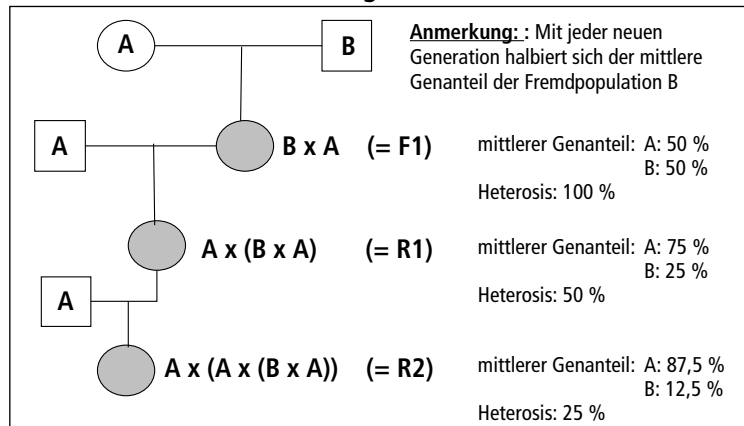 A
B
Anmerkung: : Mit jeder neuen
Generation halbiert sich der mittlere
Genanteil der Fremdpopulation B
A
B x A (= F1)
mittlerer Genanteil: A: 50 %
B: 50 %
Heterosis: 100 %
A x (B x A) (= R1)
mittlerer Genanteil: A: 75 %
B: 25 %
Heterosis: 50 %
A
A x (A x (B x A)) (= R2)
mittlerer Genanteil: A: 87,5 %
B: 12,5 %
Heterosis: 25 %